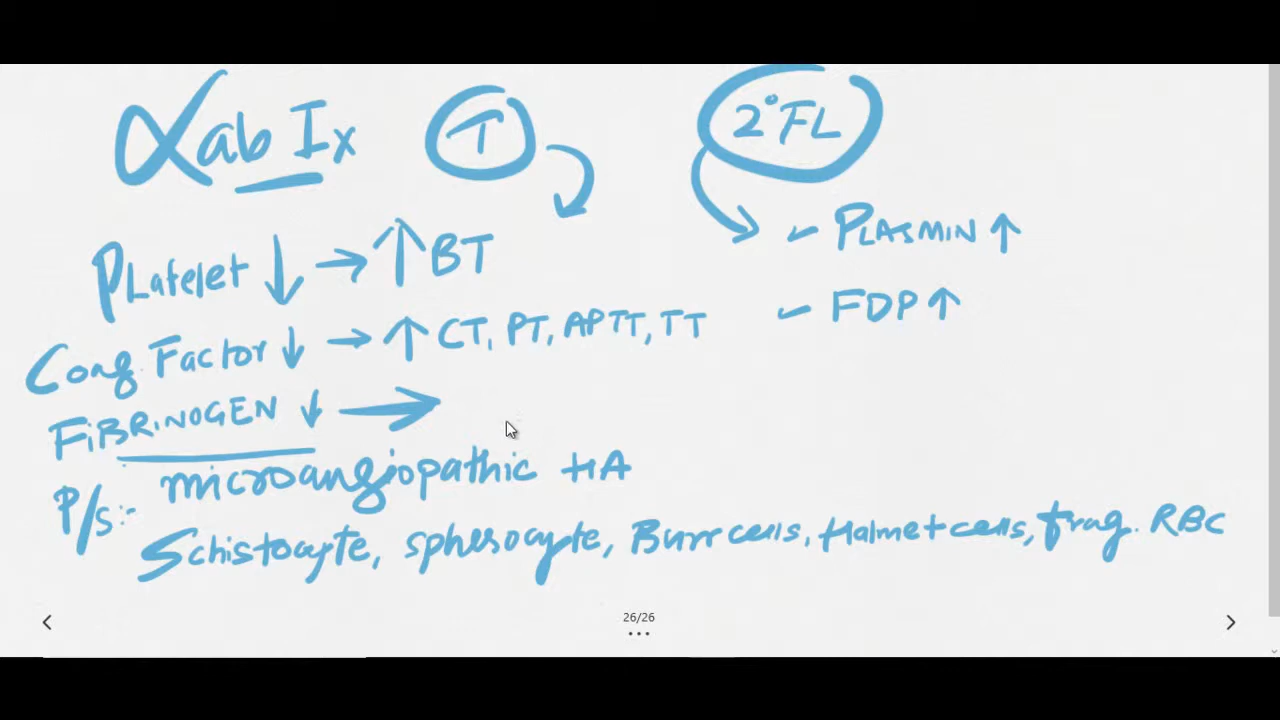 Lab Ix T 2° FL
Platelet ↓ → ↑ BT
✓ PLASMIN ↑
Coag. Factor ↓ → ↑ CT, PT, APTT, TT
✓ FDP ↑
FIBRINOGEN ↓ →
P/S:- microangiopathic HA
Schistocyte, spherocyte, Burr cells, Halmet cells, frag. RBC
26/26